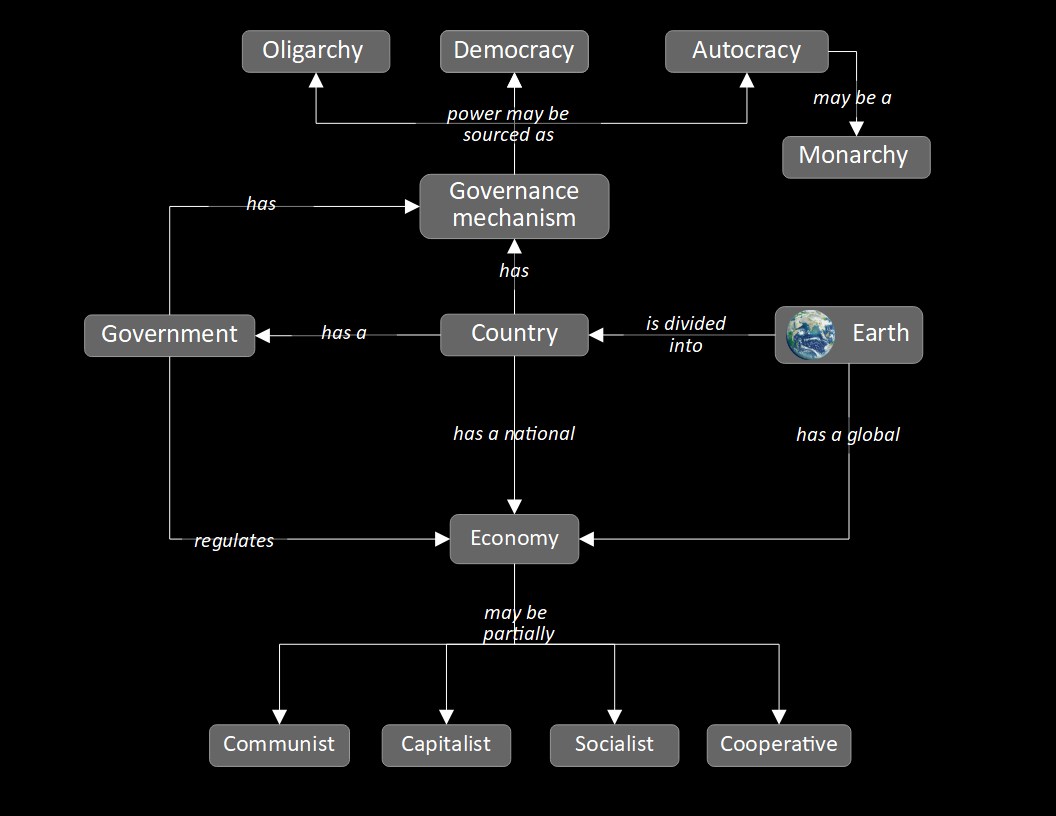 Oligarchy
Democracy
Autocracy
may be a
power may be
sourced as
Monarchy
Governance
mechanism
has
has
Government
has a
Country
is divided
into
Earth
has a national
has a global
regulates
Economy
may be
partially
Communist
Capitalist
Socialist
Cooperative